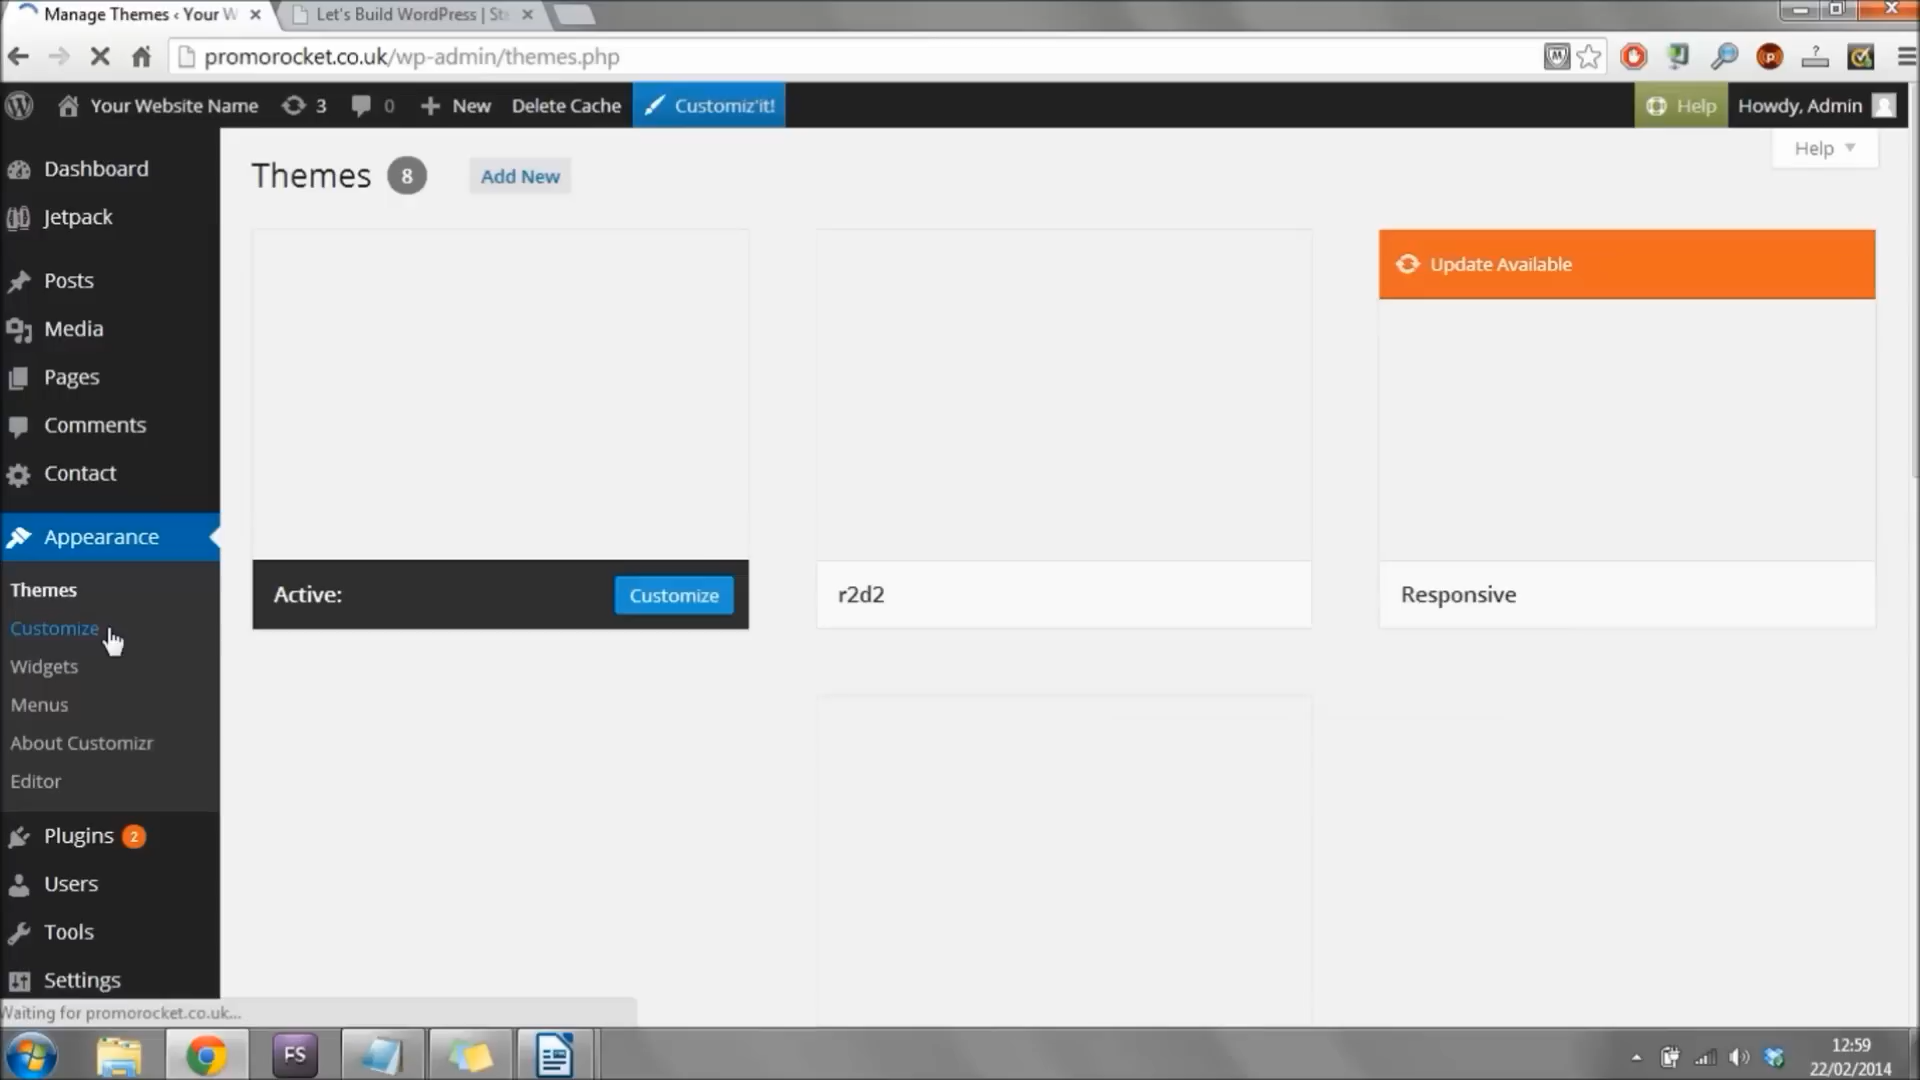 Manage Themes ‹ Your W
Let's Build WordPress | St
promorocket.co.uk/wp-admin/themes.php
Your Website Name
3
0
New
Delete Cache
Customiz'it!
Help
Howdy, Admin
Dashboard
Jetpack
Posts
Media
Pages
Comments
Contact
Appearance
Themes
Customize
Widgets
Menus
About Customizr
Editor
Plugins 2
Users
Tools
Settings
Waiting for promorocket.co.uk...
Themes 8
Add New
Help
Update Available
Active:
Customize
r2d2
Responsive
FS
12:59
22/02/2014